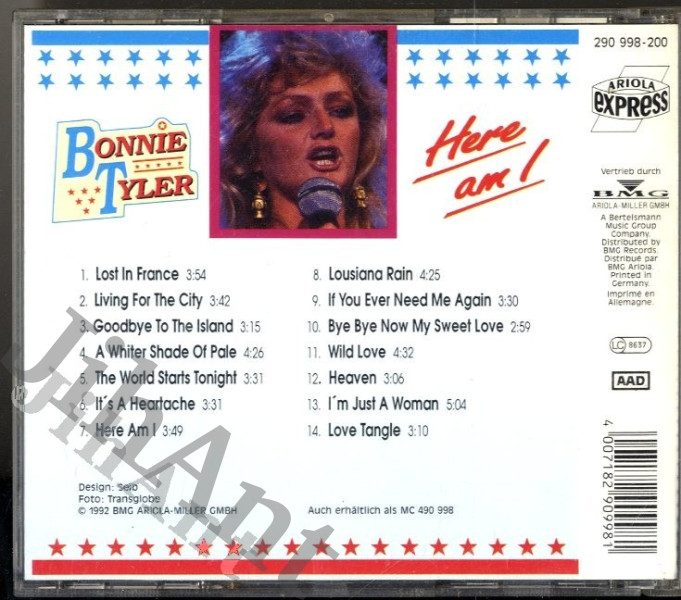 290 998-200
ARIOLA
EXPRESS
BONNIE
TYLER
Here
am I
Vertrieb durch
BMG
ARIOLA-MILLER GMBH
A Bertelsmann
Music Group
Company.
Distributed by
BMG Records.
Distribué par
BMG Ariola.
Printed in
Germany.
Imprimé en
Allemagne.
LC 8637
AAD
4 007182 909981
1. Lost In France 3:54
2. Living For The City 3:42
3. Goodbye To The Island 3:15
4. A Whiter Shade Of Pale 4:26
5. The World Starts Tonight 3:31
6. It´s A Heartache 3:31
7. Here Am I 3:49
8. Lousiana Rain 4:25
9. If You Ever Need Me Again 3:30
10. Bye Bye Now My Sweet Love 2:59
11. Wild Love 4:32
12. Heaven 3:06
13. I´m Just A Woman 5:04
14. Love Tangle 3:10
Design: Selb
Foto: Transglobe
© 1992 BMG ARIOLA-MILLER GMBH
Auch erhältlich als MC 490 998
JihAnt